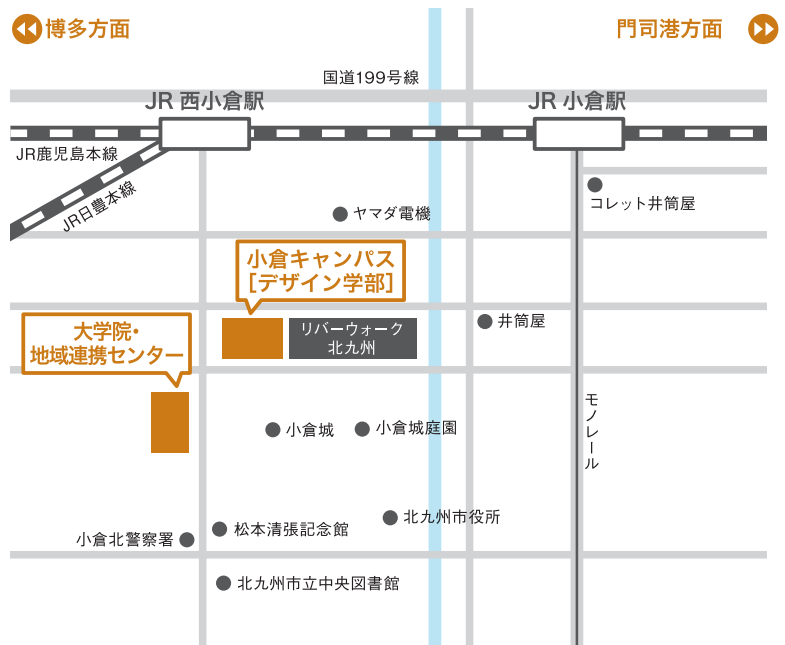 博多方面
門司港方面
国道199号線
JR 西小倉駅
JR 小倉駅
JR鹿児島本線
JR日豊本線
コレット井筒屋
ヤマダ電機
小倉キャンパス
[デザイン学部]
大学院・
地域連携センター
リバーウォーク
北九州
井筒屋
モノレール
小倉城
小倉城庭園
北九州市役所
松本清張記念館
小倉北警察署
北九州市立中央図書館